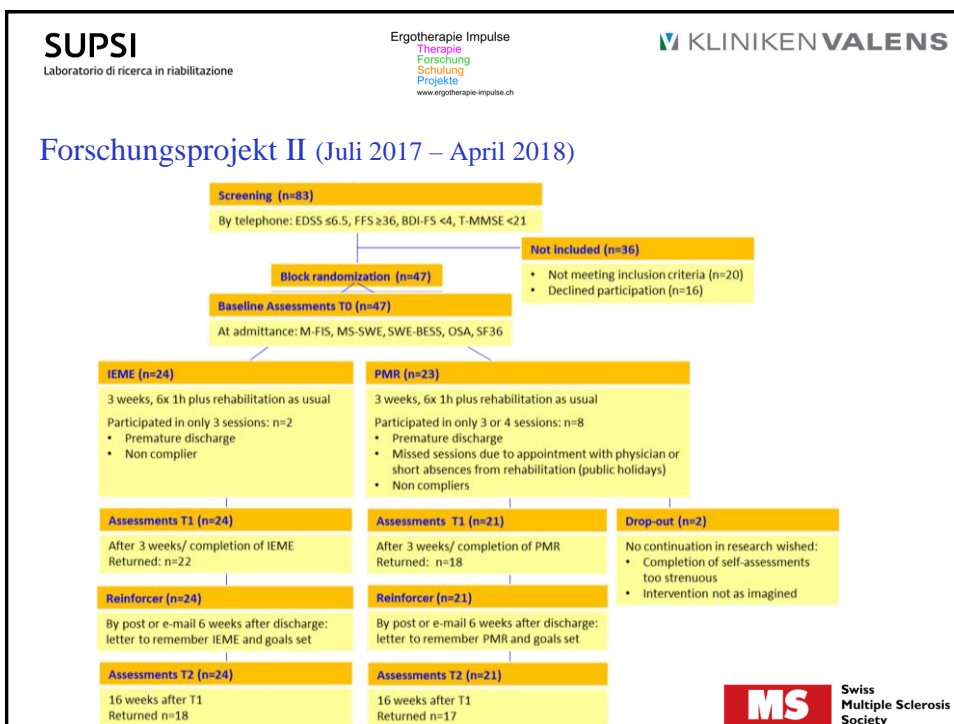 SUPSI
Laboratorio di ricerca in riabilitazione
Ergotherapie Impulse
Therapie
Forschung
Schulung
Projekte
www.ergotherapie-impulse.ch
KLINIKEN VALENS
Forschungsprojekt II (Juli 2017 – April 2018)
Screening (n=83)
By telephone: EDSS ≤6.5, FFS ≥36, BDI-FS <4, T-MMSE <21
Not included (n=36)
• Not meeting inclusion criteria (n=20)
• Declined participation (n=16)
Block randomization (n=47)
Baseline Assessments T0 (n=47)
At admittance: M-FIS, MS-SWE, SWE-BESS, OSA, SF36
IEME (n=24)
3 weeks, 6x 1h plus rehabilitation as usual
Participated in only 3 sessions: n=2
• Premature discharge
• Non complier
PMR (n=23)
3 weeks, 6x 1h plus rehabilitation as usual
Participated in only 3 or 4 sessions: n=8
• Premature discharge
• Missed sessions due to appointment with physician or
short absences from rehabilitation (public holidays)
• Non compliers
Assessments T1 (n=24)
After 3 weeks/ completion of IEME
Returned: n=22
Assessments T1 (n=21)
After 3 weeks/ completion of PMR
Returned: n=18
Drop-out (n=2)
No continuation in research wished:
• Completion of self-assessments
too strenuous
• Intervention not as imagined
Reinforcer (n=24)
By post or e-mail 6 weeks after discharge:
letter to remember IEME and goals set
Reinforcer (n=21)
By post or e-mail 6 weeks after discharge:
letter to remember PMR and goals set
Assessments T2 (n=24)
16 weeks after T1
Returned n=18
Assessments T2 (n=21)
16 weeks after T1
Returned n=17
MS
Swiss
Multiple Sclerosis
Society